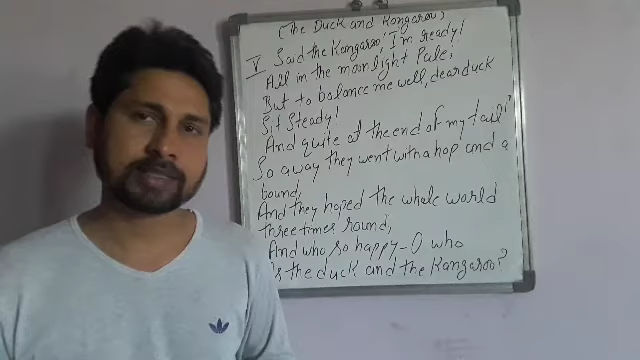 (The Duck and Kangaroo)
V Said the Kangaroo, 'I'm ready!
All in the moonlight Pale,
But to balance me well, dear duck
Sit Steady!
And quite at the end of my tail'
So away they went with a hop and a
bound,
And they hoped the whole world
three times round,
And who so happy - O who
Is the duck and the Kangaroo?